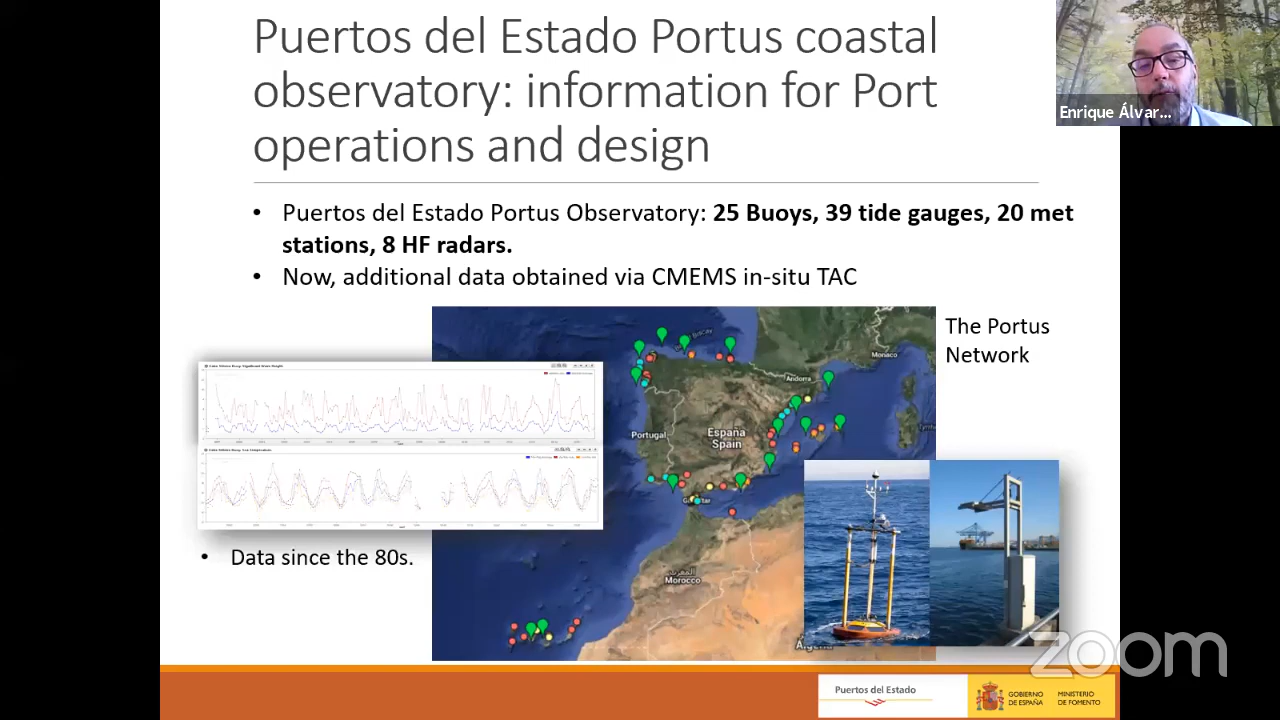 Puertos del Estado Portus coastal
observatory: information for Port
operations and design
Enrique Álvar...
• Puertos del Estado Portus Observatory: 25 Buoys, 39 tide gauges, 20 met
stations, 8 HF radars.
• Now, additional data obtained via CMEMS in-situ TAC
The Portus
Network
Biscay
Monaco
Andorra
Portugal
España
Spain
Gibraltar
المغرب
Morocco
• Data since the 80s.
zoom
Puertos del Estado
GOBIERNO
DE ESPAÑA
MINISTERIO
DE FOMENTO